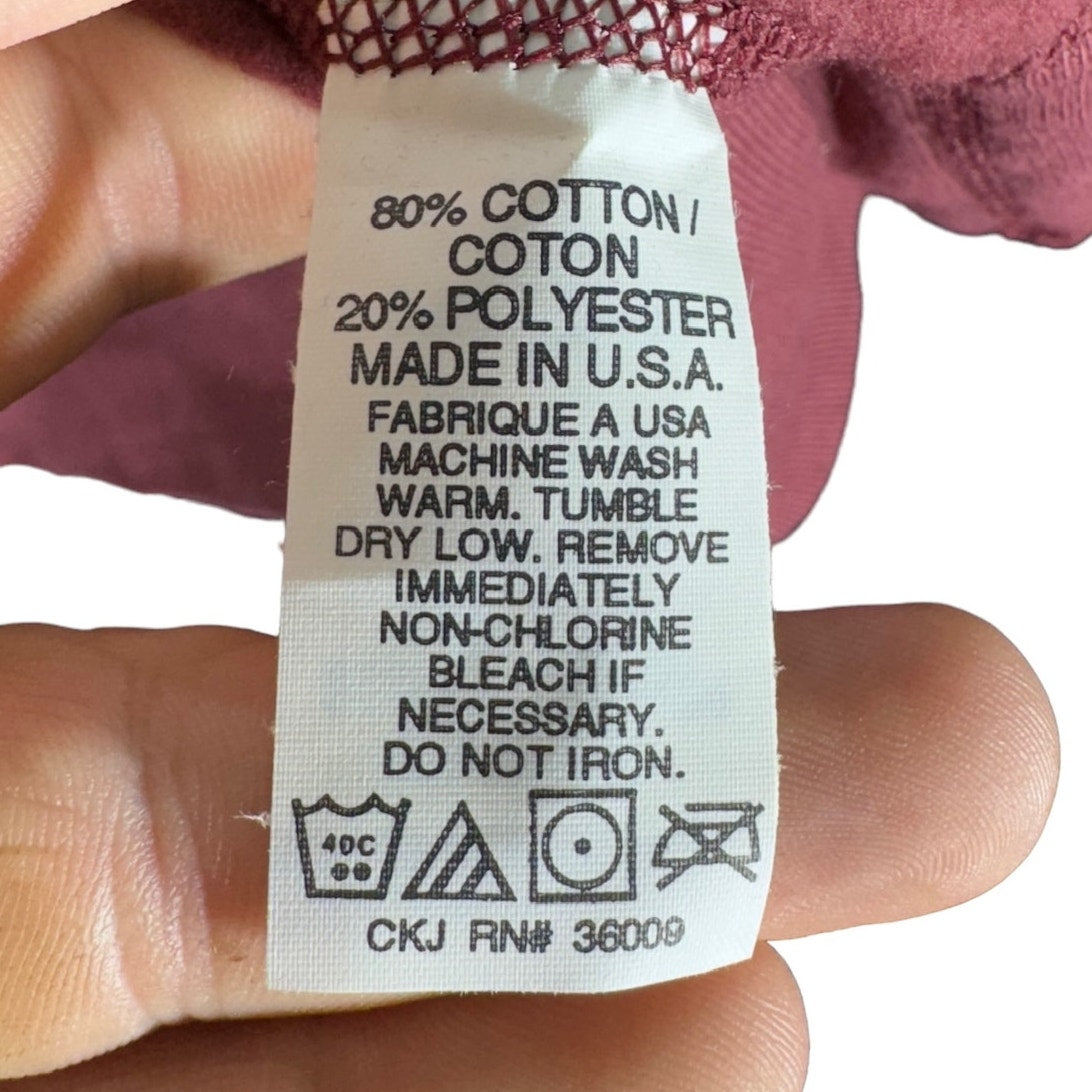 80% COTTON /
COTON
20% POLYESTER
MADE IN U.S.A.
FABRIQUE A USA
MACHINE WASH
WARM. TUMBLE
DRY LOW. REMOVE
IMMEDIATELY
NON-CHLORINE
BLEACH IF
NECESSARY.
DO NOT IRON.
40C
CKJ RN# 36009